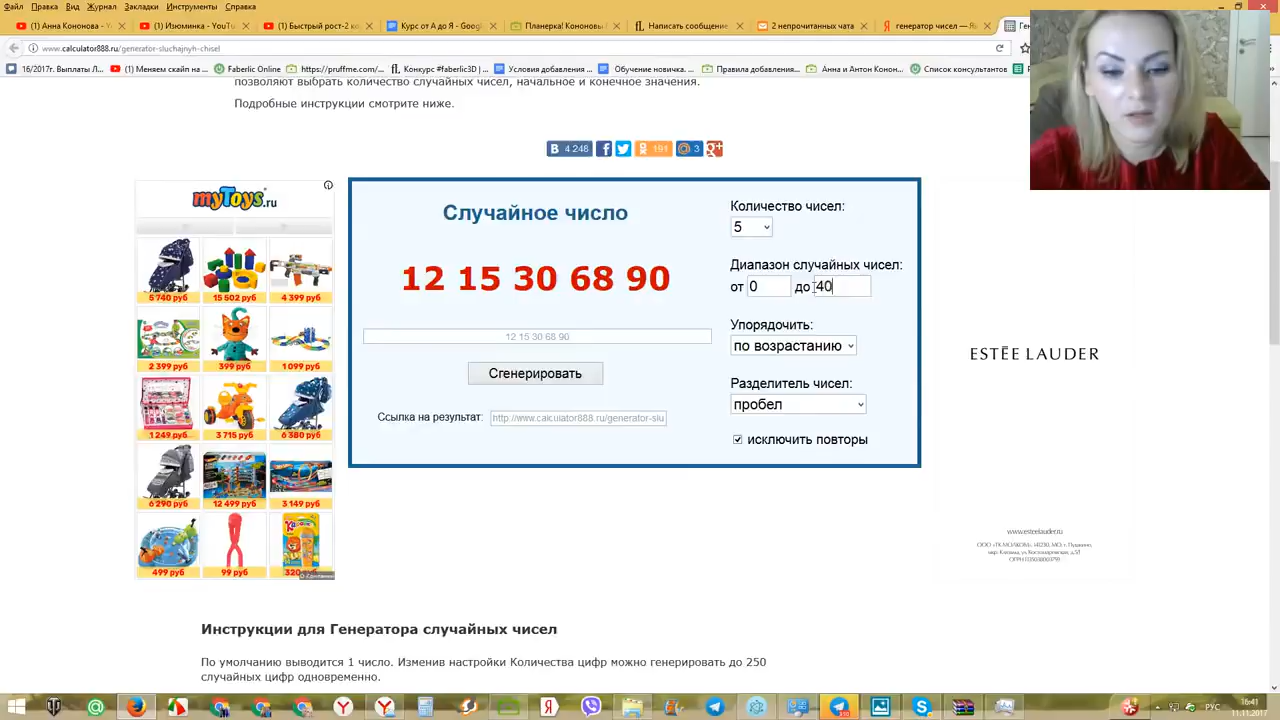 Файл Правка Вид Журнал Закладки Инструменты Справка
(1) Анна Кононова
(1) Быстрый рост-2 ко
Курс от А до Я - Goog
Планерка! Кононовы
Написать сообщение
2 непрочитанных чата
генератор чисел — Ян
www.calculator888.ru/generator-sluchajnyh-chisel
16/2017г. Выплаты Л...
(1) Меняем скайп на ...
Faberlic Online
photomuffme.com/...
Конкурс #faberlic3D |...
Условия добавления ...
Обучение новичка. ...
Правила добавления...
Анна и Антон Конон...
Список консультантов
позволяют выбрать количество случайных чисел, начальное и конечное значения.
Подробные инструкции смотрите ниже.
4 248
191
3
myToys.ru
5 740 руб
15 502 руб
4 399 руб
2 399 руб
399 руб
1 099 руб
1 249 руб
3 715 руб
6 380 руб
6 290 руб
12 499 руб
3 149 руб
499 руб
99 руб
320
Случайное число
12 15 30 68 90
12 15 30 68 90
Сгенерировать
Ссылка на результат: http://www.calculator888.ru/generator-slu
Количество чисел:
5
Диапазон случайных чисел:
от 0 до 40
Упорядочить:
по возрастанию
Разделитель чисел:
пробел
исключить повторы
ESTĒE LAUDER
www.esteelauder.ru
Инструкции для Генератора случайных чисел
По умолчанию выводится 1 число. Изменив настройки Количества цифр можно генерировать до 250
случайных цифр одновременно.
РУС
16:41
11.11.2017